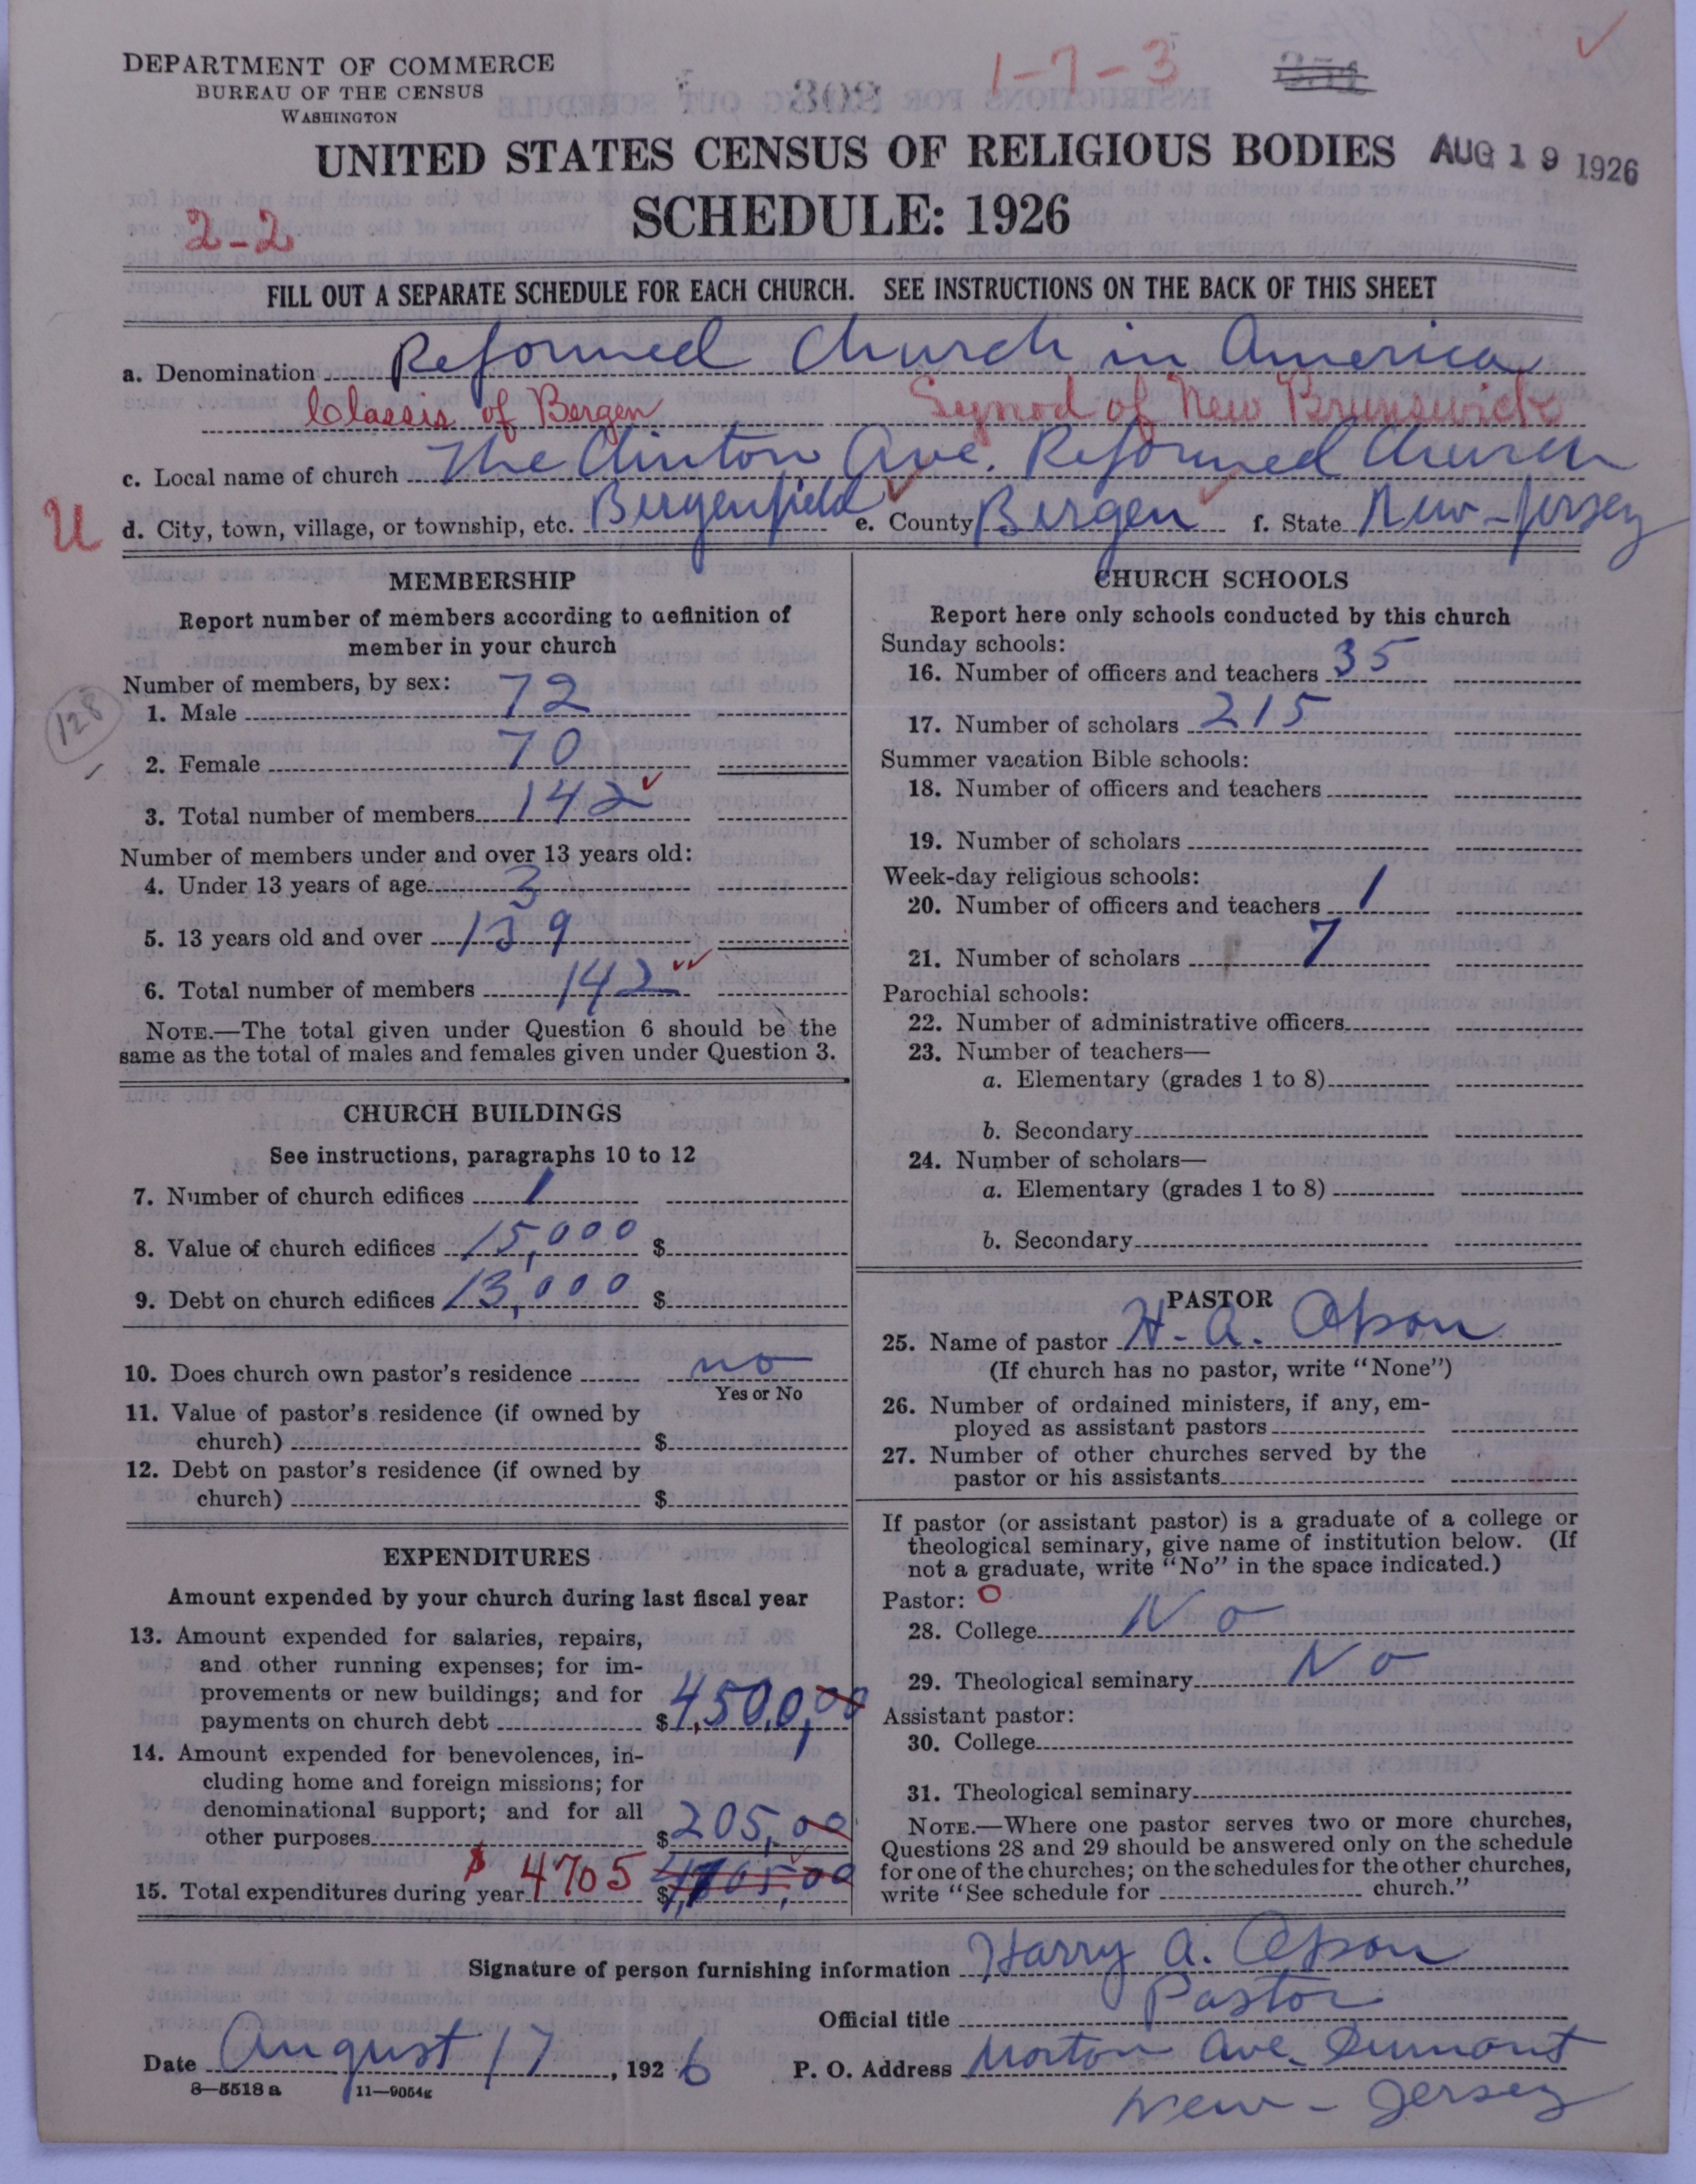 DEPARTMENT OF COMMERCE
BUREAU OF THE CENSUS
WASHINGTON
1-7-3
UNITED STATES CENSUS OF RELIGIOUS BODIES AUG 19 1926
SCHEDULE: 1926
2-2
FILL OUT A SEPARATE SCHEDULE FOR EACH CHURCH. SEE INSTRUCTIONS ON THE BACK OF THIS SHEET
a. Denomination Reformed Church in America
Classis of Bergen Synod of New Brunswick
c. Local name of church The Clinton Ave. Reformed Church
U d. City, town, village, or township, etc. Bergenfield e. County Bergen f. State New-Jersey
MEMBERSHIP
Report number of members according to definition of
member in your church
Number of members, by sex:
128
1. Male 72
2. Female 70
3. Total number of members 142
Number of members under and over 13 years old:
4. Under 13 years of age 3
5. 13 years old and over 139
6. Total number of members 142
NOTE.—The total given under Question 6 should be the
same as the total of males and females given under Question 3.
CHURCH BUILDINGS
See instructions, paragraphs 10 to 12
7. Number of church edifices 1
8. Value of church edifices 15,000 $
9. Debt on church edifices 13,000 $
10. Does church own pastor's residence no
Yes or No
11. Value of pastor's residence (if owned by
church) $
12. Debt on pastor's residence (if owned by
church) $
EXPENDITURES
Amount expended by your church during last fiscal year
13. Amount expended for salaries, repairs,
and other running expenses; for im-
provements or new buildings; and for
payments on church debt $4,500,00
14. Amount expended for benevolences, in-
cluding home and foreign missions; for
denominational support; and for all
other purposes $205,00
15. Total expenditures during year $ 4705 $4,705,00
CHURCH SCHOOLS
Report here only schools conducted by this church
Sunday schools:
16. Number of officers and teachers 35
17. Number of scholars 215
Summer vacation Bible schools:
18. Number of officers and teachers
19. Number of scholars
Week-day religious schools:
20. Number of officers and teachers 1
21. Number of scholars 7
Parochial schools:
22. Number of administrative officers
23. Number of teachers—
a. Elementary (grades 1 to 8)
b. Secondary
24. Number of scholars—
a. Elementary (grades 1 to 8)
b. Secondary
PASTOR
25. Name of pastor H. A. Opson
(If church has no pastor, write "None")
26. Number of ordained ministers, if any, em-
ployed as assistant pastors
27. Number of other churches served by the
pastor or his assistants
If pastor (or assistant pastor) is a graduate of a college or
theological seminary, give name of institution below. (If
not a graduate, write "No" in the space indicated.)
Pastor: O
28. College No
29. Theological seminary No
Assistant pastor:
30. College
31. Theological seminary
NOTE.—Where one pastor serves two or more churches,
Questions 28 and 29 should be answered only on the schedule
for one of the churches; on the schedules for the other churches,
write "See schedule for church."
Signature of person furnishing information Harry A. Opson
Official title Pastor
Date August 17, 1926 P. O. Address Morton Ave. Dumont
New-Jersey
8—5518a 11—9054g